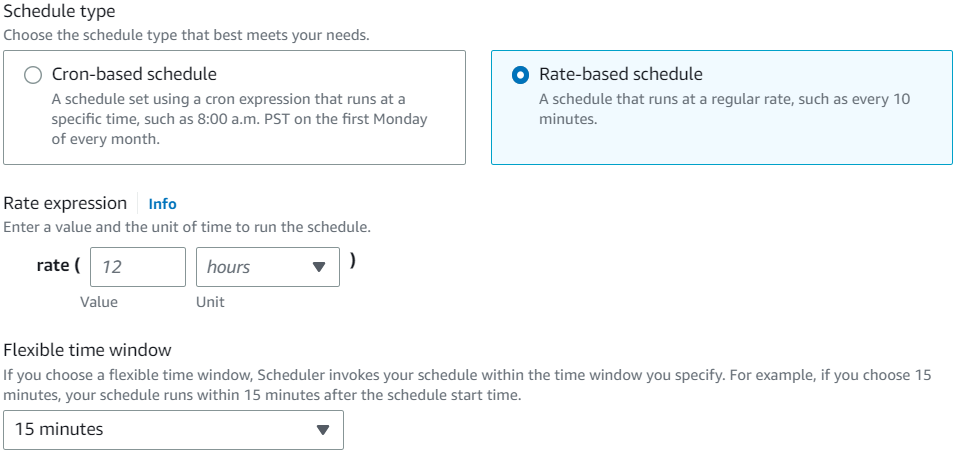 Schedule type
Choose the schedule type that best meets your needs.
Cron-based schedule
A schedule set using a cron expression that runs at a
specific time, such as 8:00 a.m. PST on the first Monday
of every month.
Rate-based schedule
A schedule that runs at a regular rate, such as every 10
minutes.
Rate expression Info
Enter a value and the unit of time to run the schedule.
rate ( 12 hours )
Value Unit
Flexible time window
If you choose a flexible time window, Scheduler invokes your schedule within the time window you specify. For example, if you choose 15
minutes, your schedule runs within 15 minutes after the schedule start time.
15 minutes